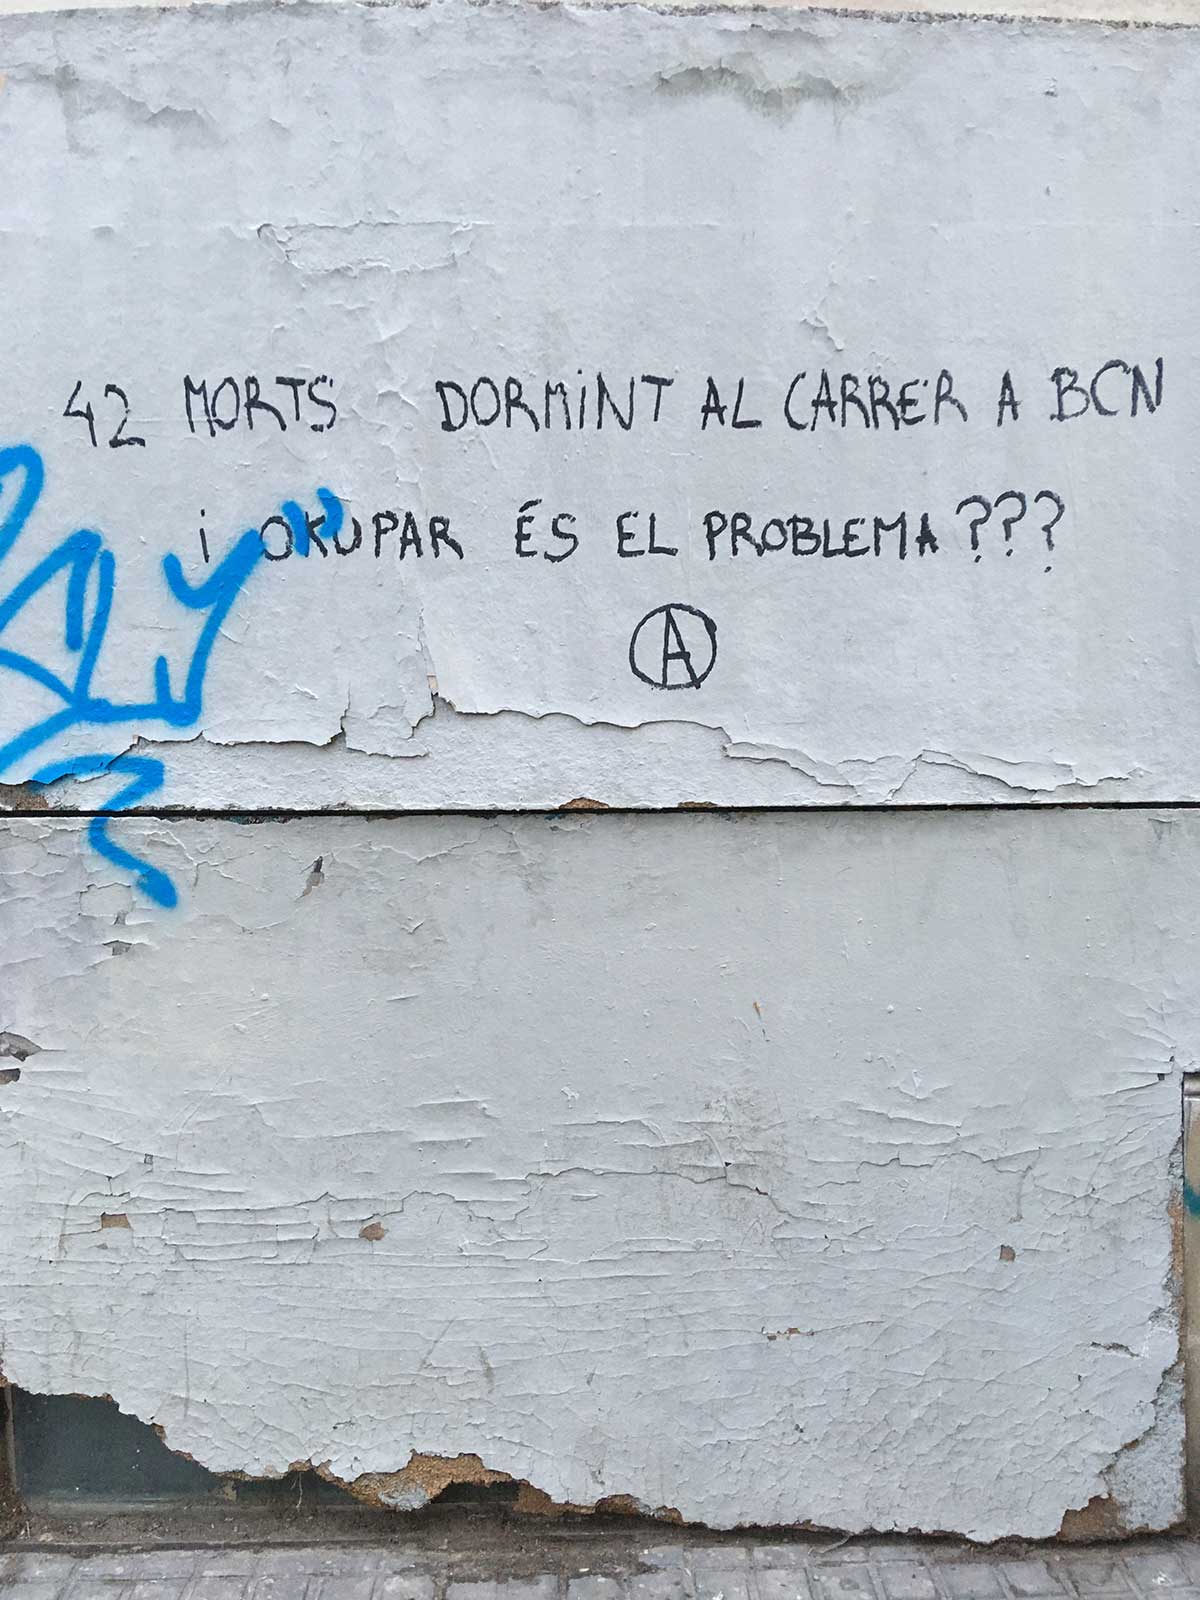 42 MORTS DORMINT AL CARRER A BCN
i OKUPAR ÉS EL PROBLEMA???
A